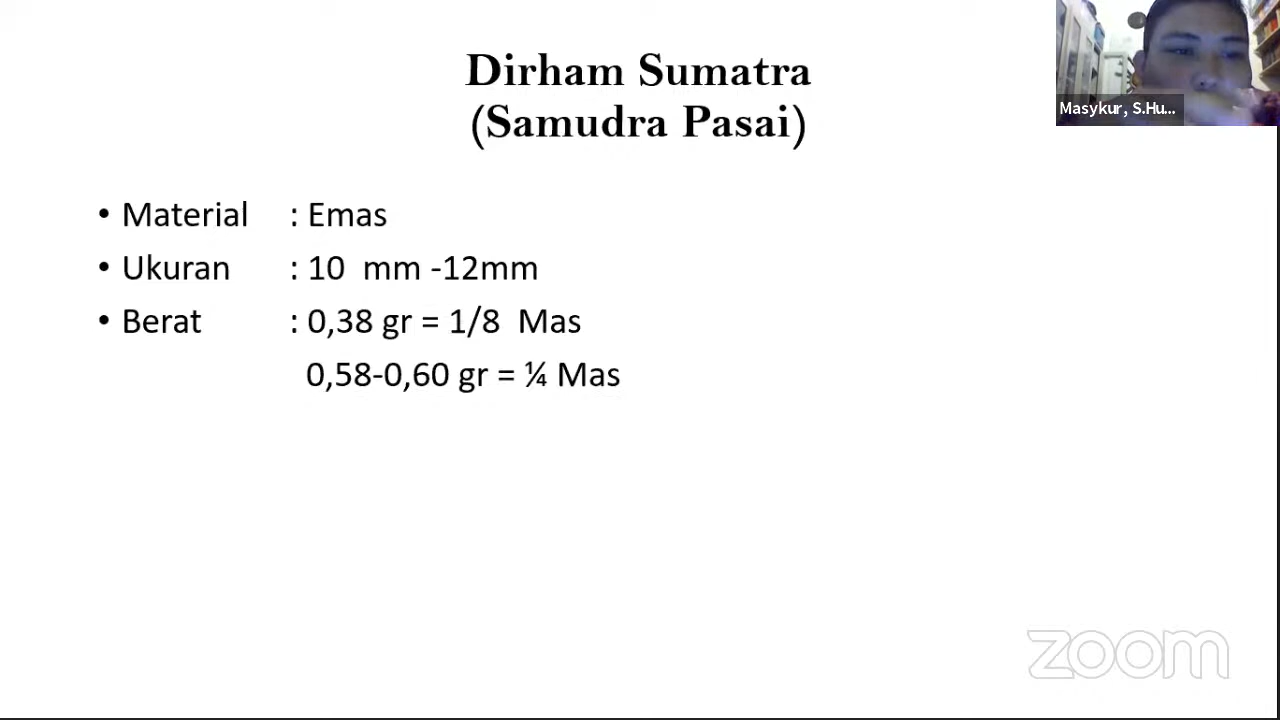 Dirham Sumatra
(Samudra Pasai)
Masykur, S.Hu...
• Material : Emas
• Ukuran : 10 mm -12mm
• Berat : 0,38 gr = 1/8 Mas
0,58-0,60 gr = ¼ Mas
zoom